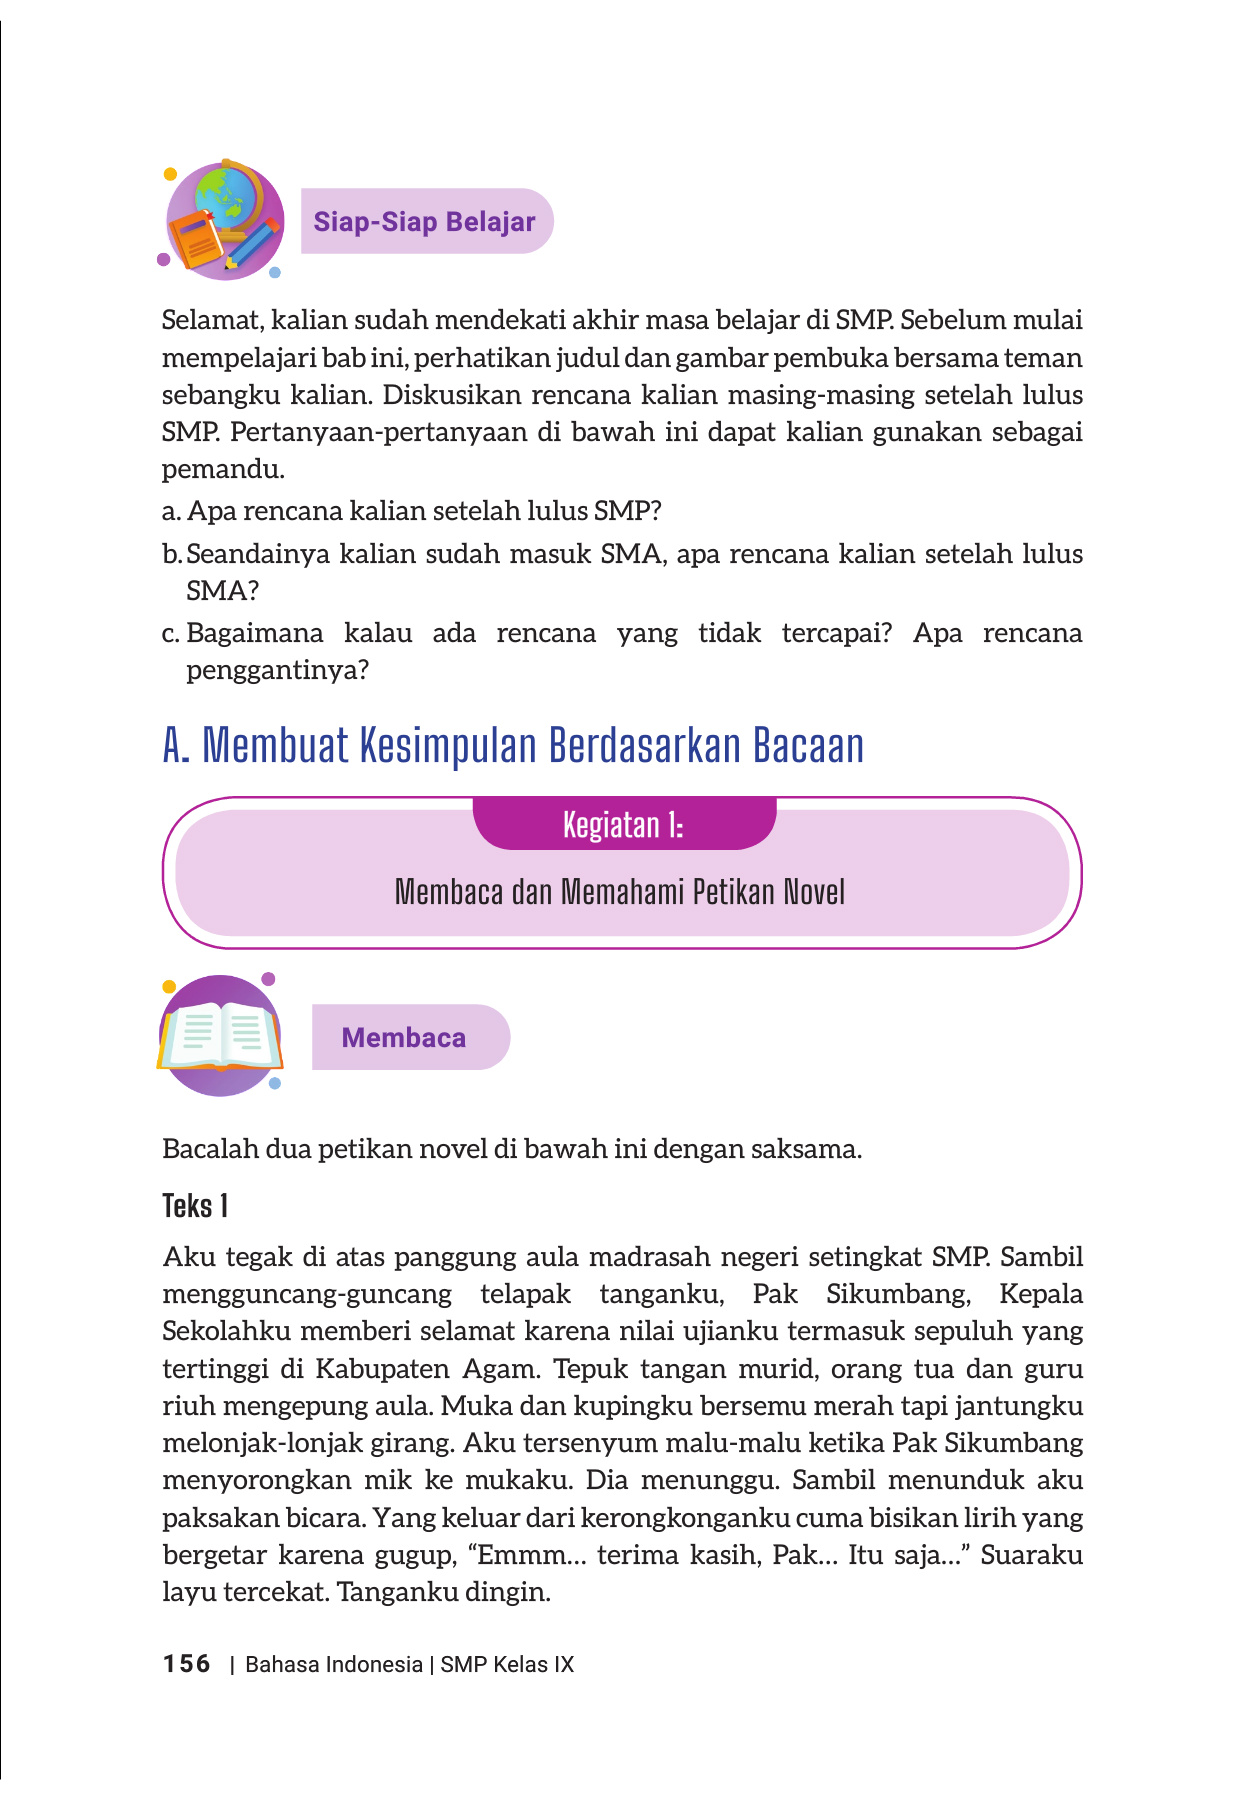 Siap-Siap Belajar
Selamat, kalian sudah mendekati akhir masa belajar di SMP. Sebelum mulai
mempelajari bab ini, perhatikan judul dan gambar pembuka bersama teman
sebangku kalian. Diskusikan rencana kalian masing-masing setelah lulus
SMP. Pertanyaan-pertanyaan di bawah ini dapat kalian gunakan sebagai
pemandu.
a. Apa rencana kalian setelah lulus SMP?
b. Seandainya kalian sudah masuk SMA, apa rencana kalian setelah lulus
SMA?
c. Bagaimana kalau ada rencana yang tidak tercapai? Apa rencana
penggantinya?
A. Membuat Kesimpulan Berdasarkan Bacaan
Kegiatan 1:
Membaca dan Memahami Petikan Novel
Membaca
Bacalah dua petikan novel di bawah ini dengan saksama.
Teks 1
Aku tegak di atas panggung aula madrasah negeri setingkat SMP. Sambil
mengguncang-guncang telapak tanganku, Pak Sikumbang, Kepala
Sekolahku memberi selamat karena nilai ujianku termasuk sepuluh yang
tertinggi di Kabupaten Agam. Tepuk tangan murid, orang tua dan guru
riuh mengepung aula. Muka dan kupingku bersemu merah tapi jantungku
melonjak-lonjak girang. Aku tersenyum malu-malu ketika Pak Sikumbang
menyorongkan mik ke mukaku. Dia menunggu. Sambil menunduk aku
paksakan bicara. Yang keluar dari kerongkonganku cuma bisikan lirih yang
bergetar karena gugup, “Emmm… terima kasih, Pak… Itu saja…” Suaraku
layu tercekat. Tanganku dingin.
156 | Bahasa Indonesia | SMP Kelas IX